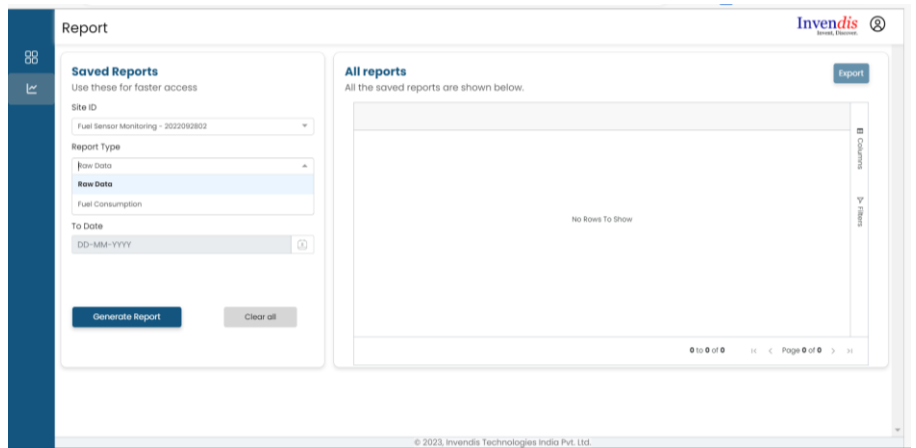 Report
Invendis
Invent, Discover.
Saved Reports
Use these for faster access
Site ID
Fuel Sensor Monitoring - 2022092802
Report Type
Raw Data
Raw Data
Fuel Consumption
To Date
DD-MM-YYYY
Generate Report
Clear all
All reports
All the saved reports are shown below.
Export
Columns
Filters
No Rows To Show
0 to 0 of 0
Page 0 of 0
© 2023, Invendis Technologies India Pvt. Ltd.